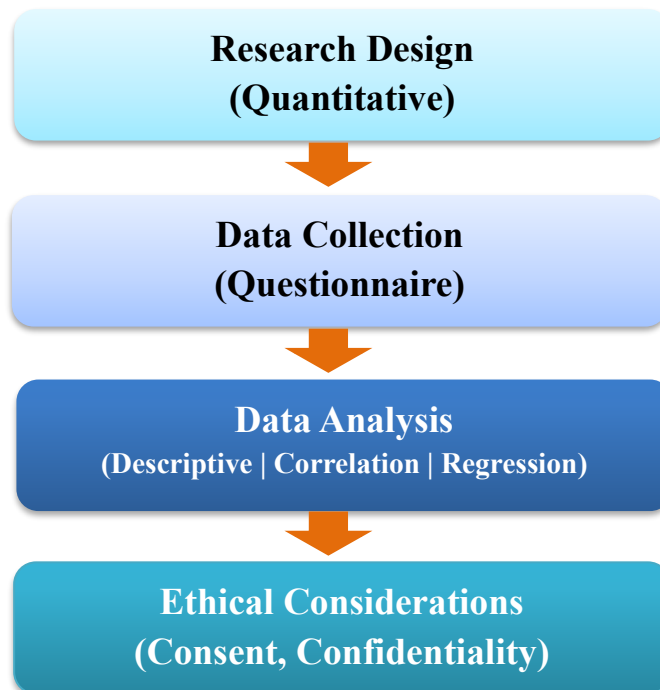 Research Design
(Quantitative)
Data Collection
(Questionnaire)
Data Analysis
(Descriptive | Correlation | Regression)
Ethical Considerations
(Consent, Confidentiality)